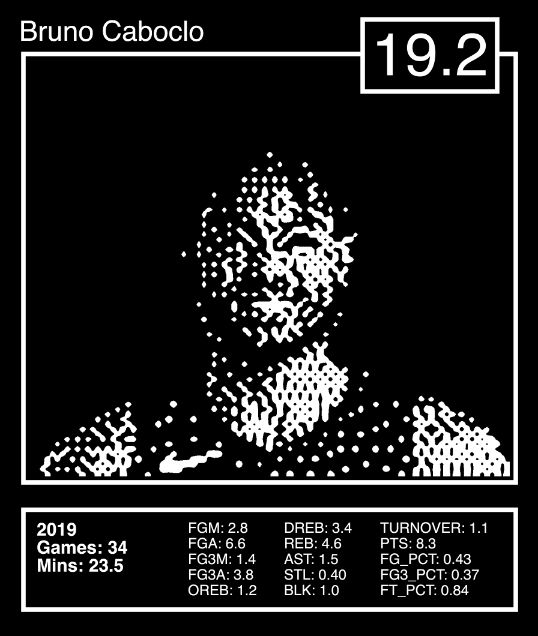 Bruno Caboclo
19.2
2019
Games: 34
Mins: 23.5
FGM: 2.8
FGA: 6.6
FG3M: 1.4
FG3A: 3.8
OREB: 1.2
DREB: 3.4
REB: 4.6
AST: 1.5
STL: 0.40
BLK: 1.0
TURNOVER: 1.1
PTS: 8.3
FG_PCT: 0.43
FG3_PCT: 0.37
FT_PCT: 0.84